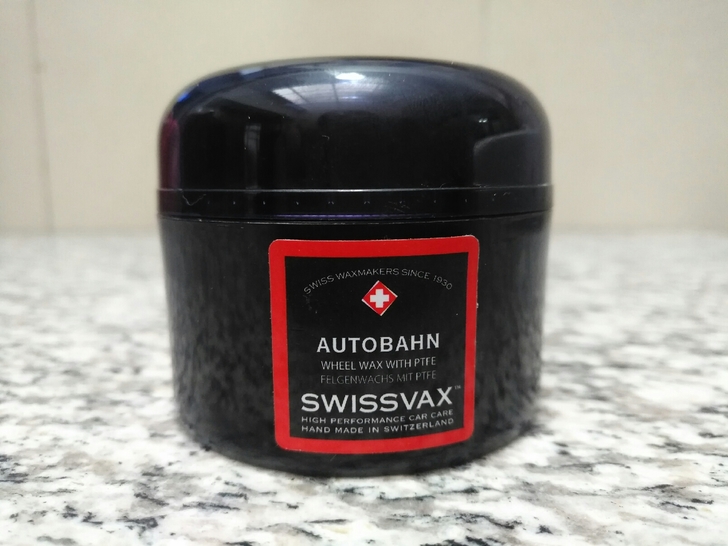 SWISS WAXMAKERS SINCE 1930
AUTOBAHN
WHEEL WAX WITH PTFE
FELGENWACHS MIT PTFE
SWISSVAX™
HIGH PERFORMANCE CAR CARE
HAND MADE IN SWITZERLAND